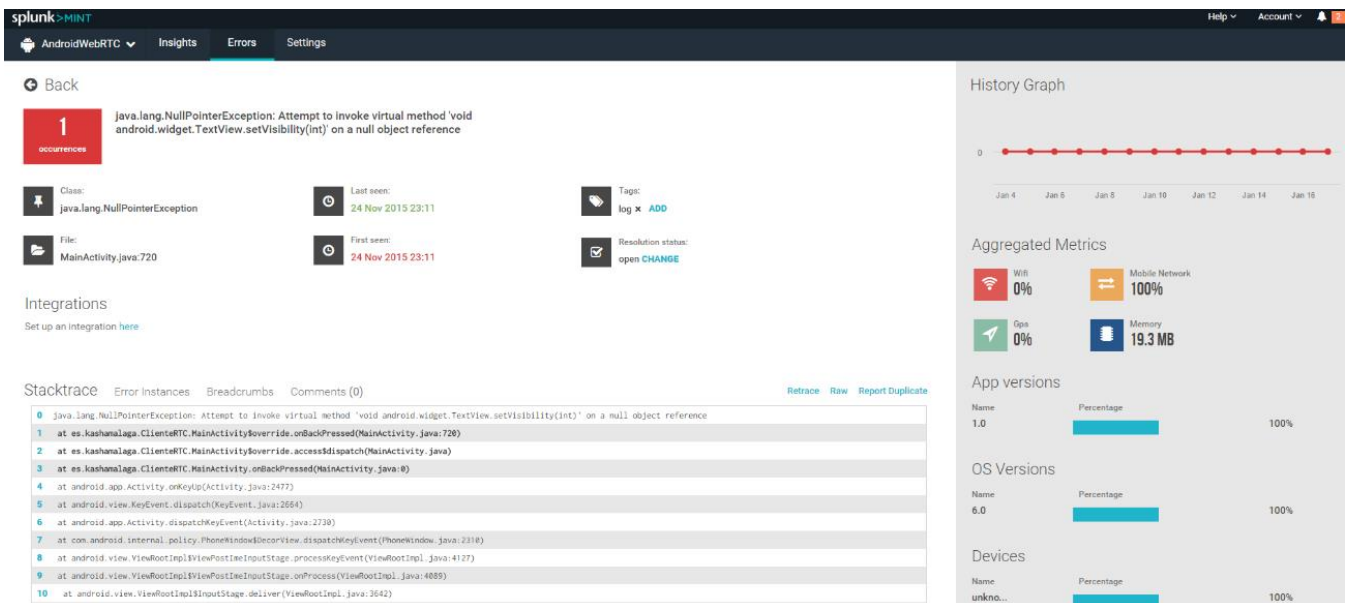 splunk>MINT
Help Account 2
AndroidWebRTC Insights Errors Settings
Back
1
occurrences
java.lang.NullPointerException: Attempt to invoke virtual method 'void
android.widget.TextView.setVisibility(int)' on a null object reference
Class:
java.lang.NullPointerException
Last seen:
24 Nov 2015 23:11
Tags:
log × ADD
File:
MainActivity.java:720
First seen:
24 Nov 2015 23:11
Resolution status:
open CHANGE
Integrations
Set up an integration here
Stacktrace Error Instances Breadcrumbs Comments (0) Retrace Raw Report Duplicate
0 java.lang.NullPointerException: Attempt to invoke virtual method 'void android.widget.TextView.setVisibility(int)' on a null object reference
1 at es.kashamalaga.ClienteRTC.MainActivity$override.onBackPressed(MainActivity.java:720)
2 at es.kashamalaga.ClienteRTC.MainActivity$override.access$dispatch(MainActivity.java)
3 at es.kashamalaga.ClienteRTC.MainActivity.onBackPressed(MainActivity.java:0)
4 at android.app.Activity.onKeyUp(Activity.java:2477)
5 at android.view.KeyEvent.dispatch(KeyEvent.java:2664)
6 at android.app.Activity.dispatchKeyEvent(Activity.java:2730)
7 at com.android.internal.policy.PhoneWindow$DecorView.dispatchKeyEvent(PhoneWindow.java:2310)
8 at android.view.ViewRootImpl$ViewPostImeInputStage.processKeyEvent(ViewRootImpl.java:4127)
9 at android.view.ViewRootImpl$ViewPostImeInputStage.onProcess(ViewRootImpl.java:4089)
10 at android.view.ViewRootImpl$InputStage.deliver(ViewRootImpl.java:3642)
History Graph
0
Jan 4 Jan 6 Jan 8 Jan 10 Jan 12 Jan 14 Jan 16
Aggregated Metrics
Wifi
0%
Mobile Network
100%
Gps
0%
Memory
19.3 MB
App versions
Name Percentage
1.0 100%
OS Versions
Name Percentage
6.0 100%
Devices
Name Percentage
unkno... 100%